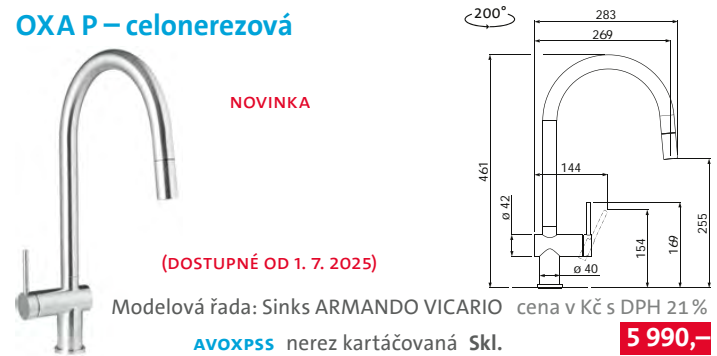 OXA P – celonerezová
200°
283
269
NOVINKA
461
144
ø 42
154
169
255
ø 40
(DOSTUPNÉ OD 1. 7. 2025)
Modelová řada: Sinks ARMANDO VICARIO cena v Kč s DPH 21 %
AVOXPSS nerez kartáčovaná Skl.
5 990,–